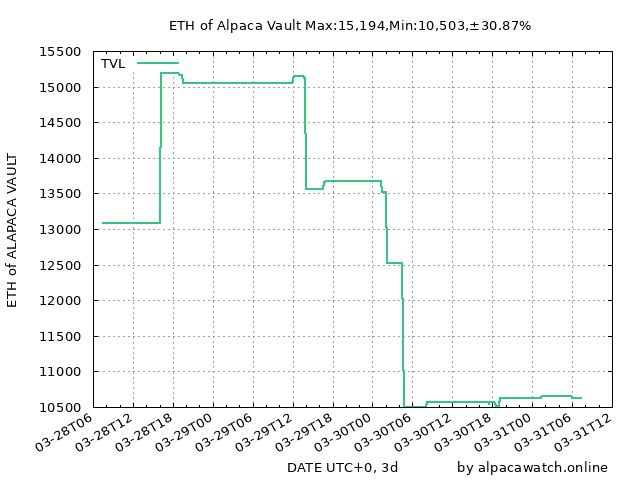 ETH of Alpaca Vault Max:15,194,Min:10,503,±30.87%
TVL
15500
15000
14500
14000
13500
13000
12500
12000
11500
11000
10500
ETH of ALAPACA VAULT
03-28T06
03-28T12
03-28T18
03-29T00
03-29T06
03-29T12
03-29T18
03-30T00
03-30T06
03-30T12
03-30T18
03-31T00
03-31T06
03-31T12
DATE UTC+0, 3d
by alpacawatch.online